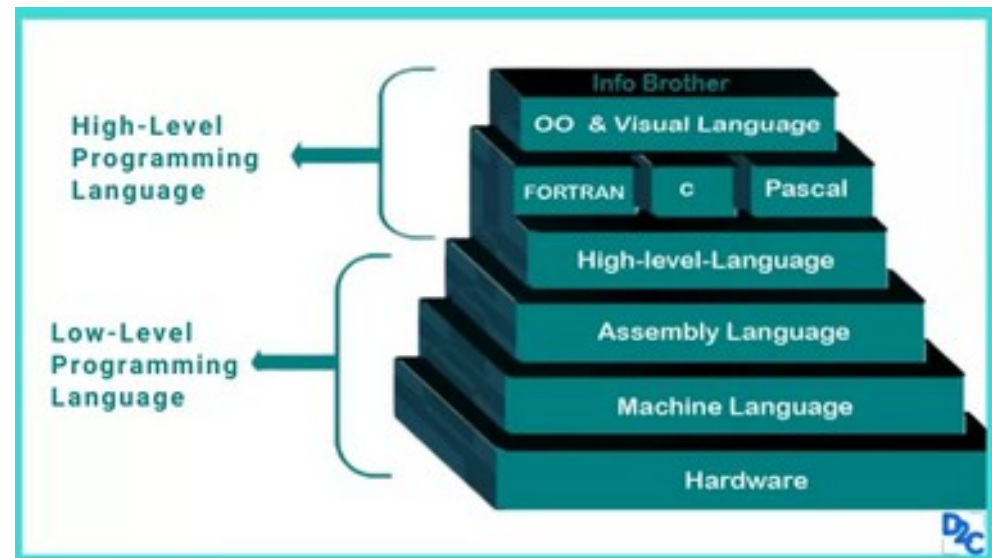 Info Brother
OO & Visual Language
High-Level
Programming
Language
FORTRAN
c
Pascal
High-level-Language
Low-Level
Programming
Language
Assembly Language
Machine Language
Hardware
D2C